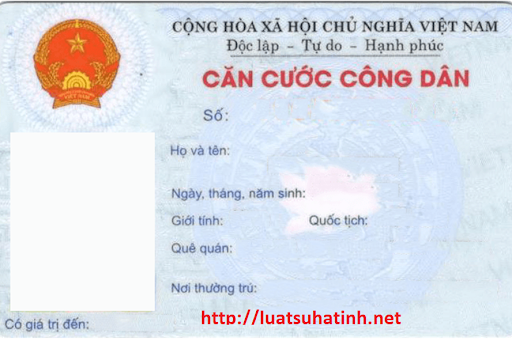 CỘNG HÒA XÃ HỘI CHỦ NGHĨA VIỆT NAM
Độc lập - Tự do - Hạnh phúc
CĂN CƯỚC CÔNG DÂN
Số:
Họ và tên:
Ngày, tháng, năm sinh:
Giới tính: Quốc tịch:
Quê quán:
Nơi thường trú:
Có giá trị đến:
http://luatsuhatinh.net